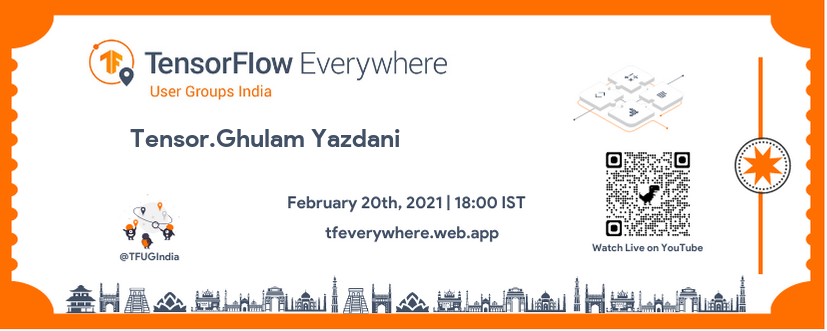 TensorFlow Everywhere
User Groups India
Tensor.Ghulam Yazdani
February 20th, 2021 | 18:00 IST
tfeverywhere.web.app
@TFUGIndia
Watch Live on YouTube